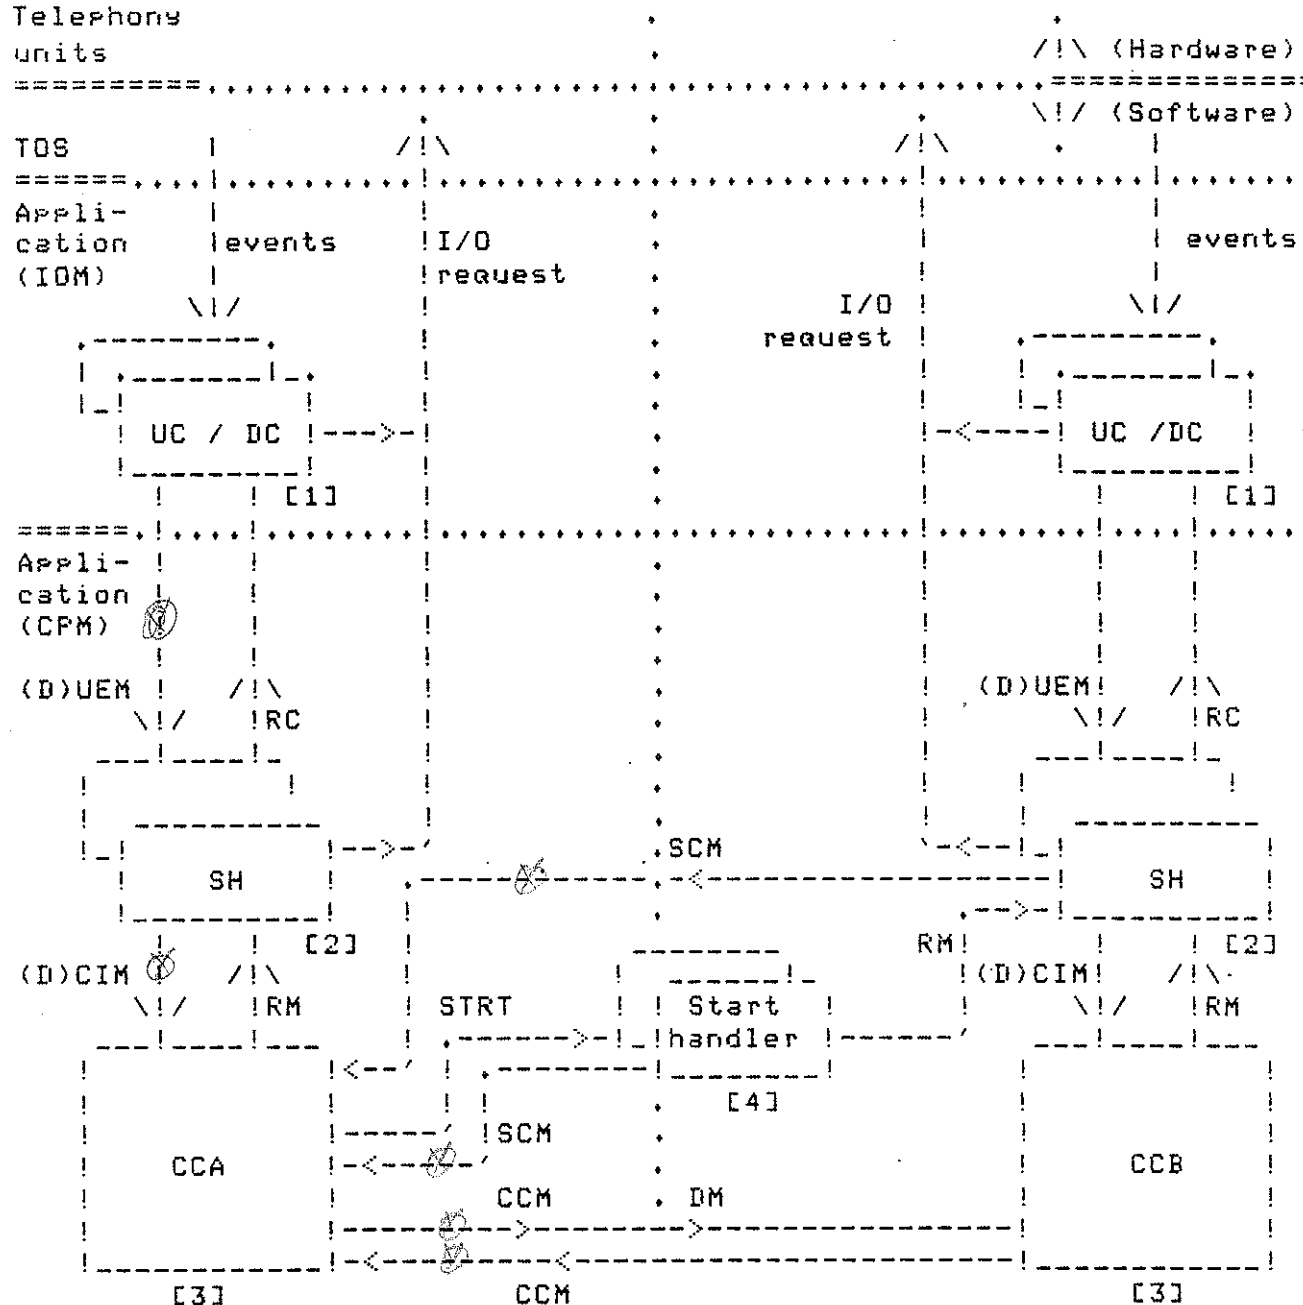 Telephony
units
/!\ (Hardware)
\!/ (Software)
TOS
Appli-
cation
(IOM)
events
I/O
request
I/O
request
events
UC / DC
UC /DC
[1]
[1]
Appli-
cation
(CPM)
(D)UEM
RC
(D)UEM
RC
SCM
SH
SH
[2]
RM
[2]
(D)CIM
RM
STRT
Start
handler
(D)CIM
RM
[4]
SCM
CCA
CCB
CCM
DM
CCM
[3]
[3]